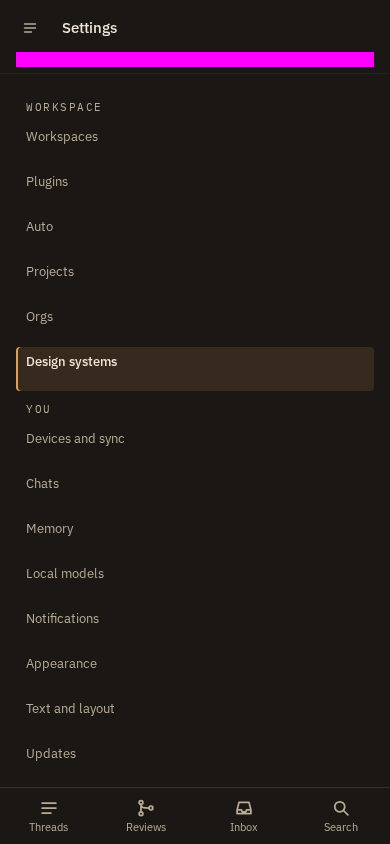 Settings
WORKSPACE
Workspaces
Plugins
Auto
Projects
Orgs
Design systems
YOU
Devices and sync
Chats
Memory
Local models
Notifications
Appearance
Text and layout
Updates
Threads
Reviews
Inbox
Search